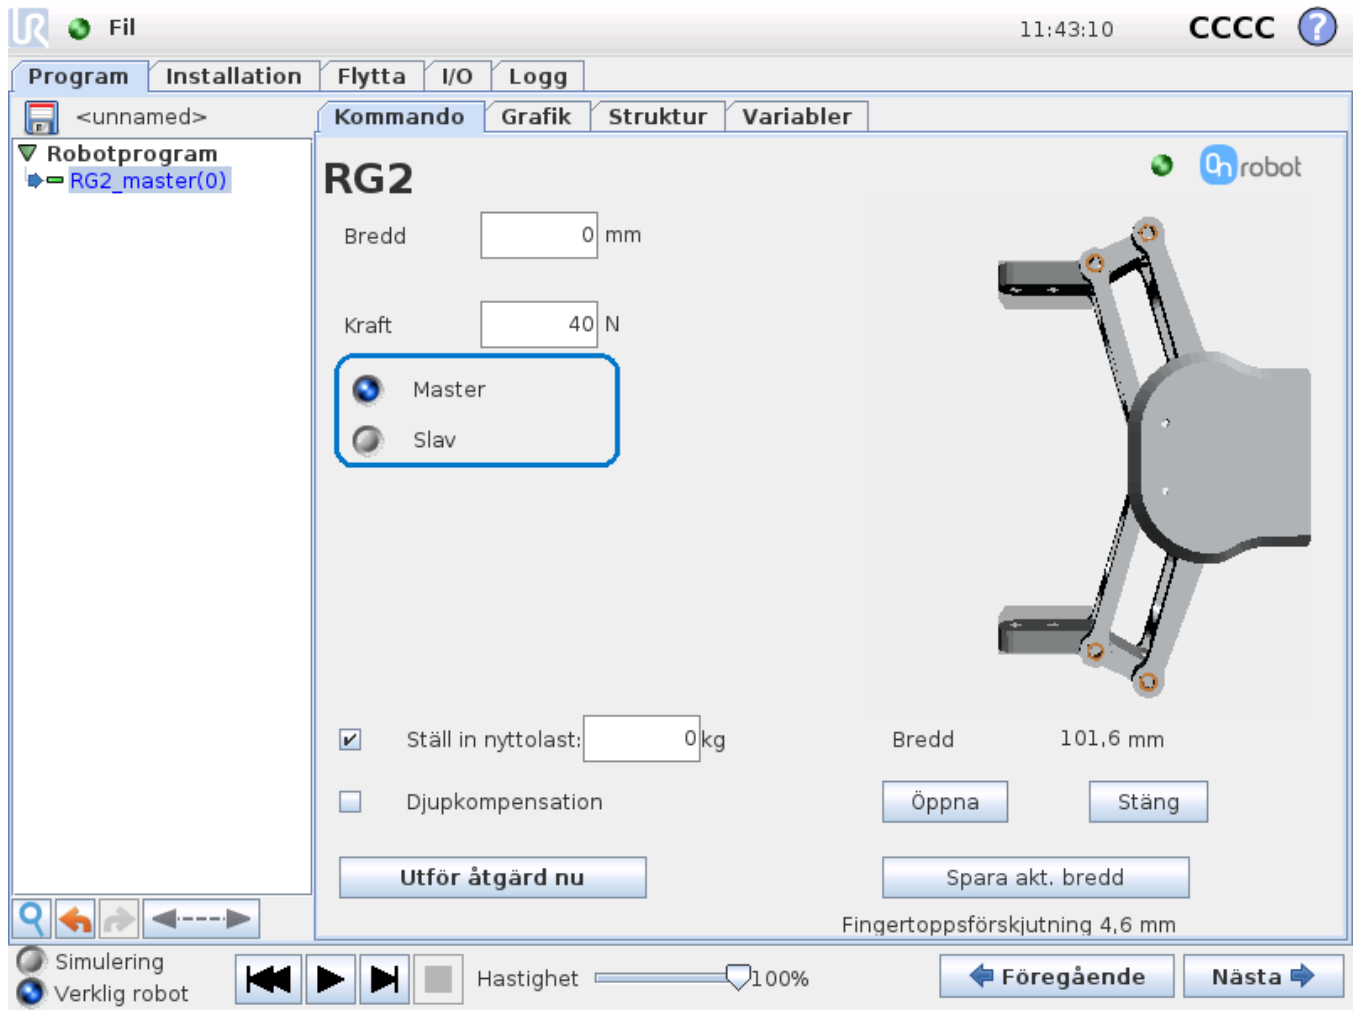 UR Fil 11:43:10 CCCC ?
Program Installation Flytta I/O Logg
<unnamed> Kommando Grafik Struktur Variabler
Robotprogram
RG2_master(0)
RG2
On robot
Bredd 0 mm
Kraft 40 N
Master
Slav
Ställ in nyttolast: 0 kg Bredd 101,6 mm
Djupkompensation Öppna Stäng
Utför åtgärd nu Spara akt. bredd
Fingertoppsförskjutning 4,6 mm
Simulering
Verklig robot
Hastighet 100% Föregående Nästa